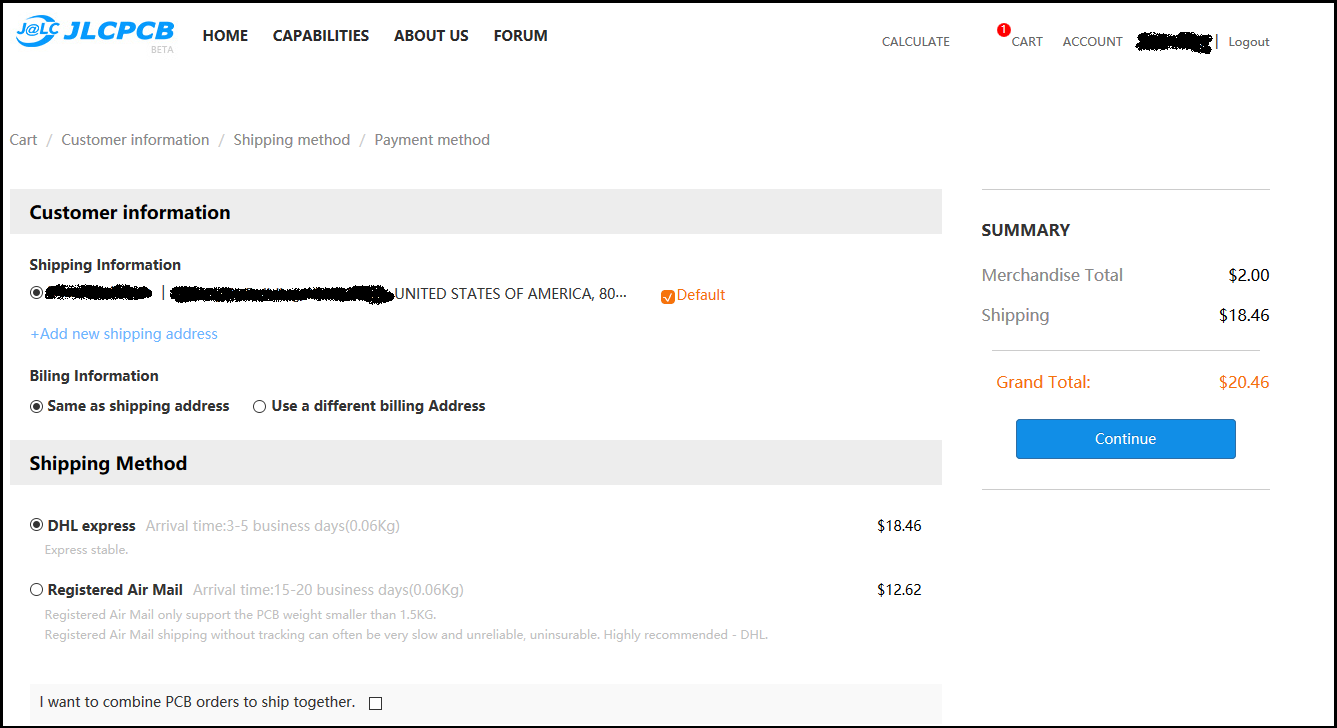 J@LC JLCPCB
BETA
HOME CAPABILITIES ABOUT US FORUM
CALCULATE 1 CART ACCOUNT | Logout
Cart / Customer information / Shipping method / Payment method
Customer information
Shipping Information
| UNITED STATES OF AMERICA, 80... Default
+Add new shipping address
Biling Information
Same as shipping address Use a different billing Address
Shipping Method
DHL express Arrival time:3-5 business days(0.06Kg) $18.46
Express stable.
Registered Air Mail Arrival time:15-20 business days(0.06Kg) $12.62
Registered Air Mail only support the PCB weight smaller than 1.5KG.
Registered Air Mail shipping without tracking can often be very slow and unreliable, uninsurable. Highly recommended - DHL.
I want to combine PCB orders to ship together.
SUMMARY
Merchandise Total $2.00
Shipping $18.46
Grand Total: $20.46
Continue